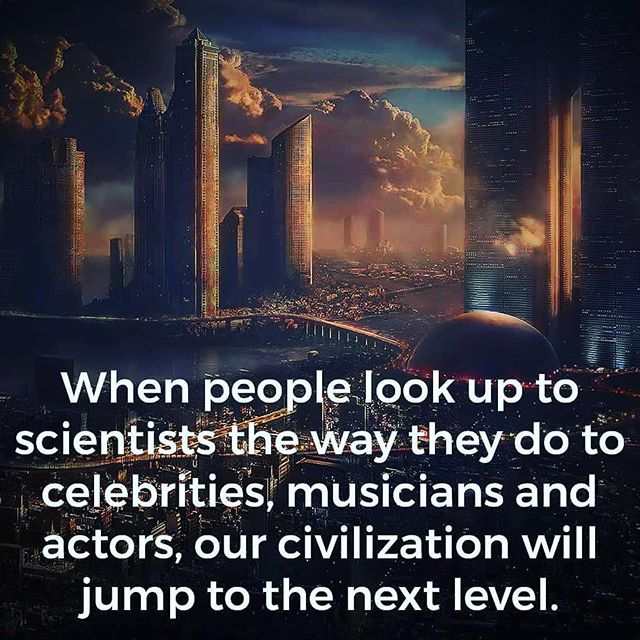 When people look up to
scientists the way they do to
celebrities, musicians and
actors, our civilization will
jump to the next level.